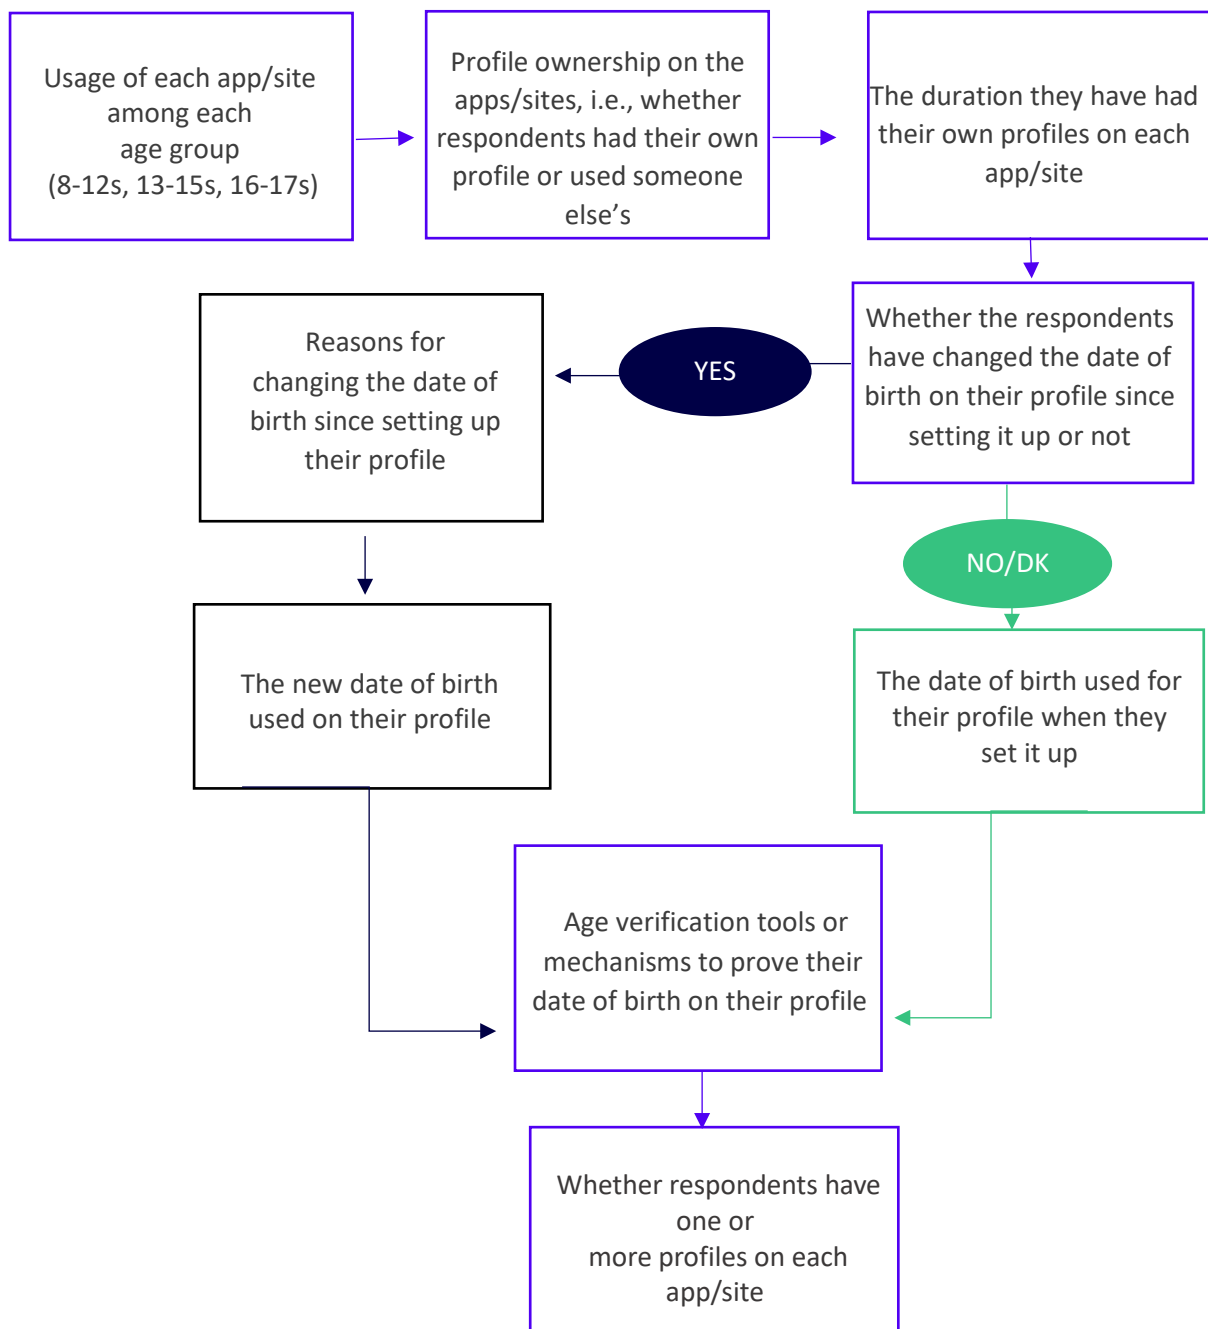 Usage of each app/site
among each
age group
(8-12s, 13-15s, 16-17s)
Profile ownership on the
apps/sites, i.e., whether
respondents had their own
profile or used someone
else’s
The duration they have had
their own profiles on each
app/site
Whether the respondents
have changed the date of
birth on their profile since
setting it up or not
YES
Reasons for
changing the date of
birth since setting up
their profile
NO/DK
The new date of birth
used on their profile
The date of birth used for
their profile when they
set it up
Age verification tools or
mechanisms to prove their
date of birth on their profile
Whether respondents have
one or
more profiles on each
app/site